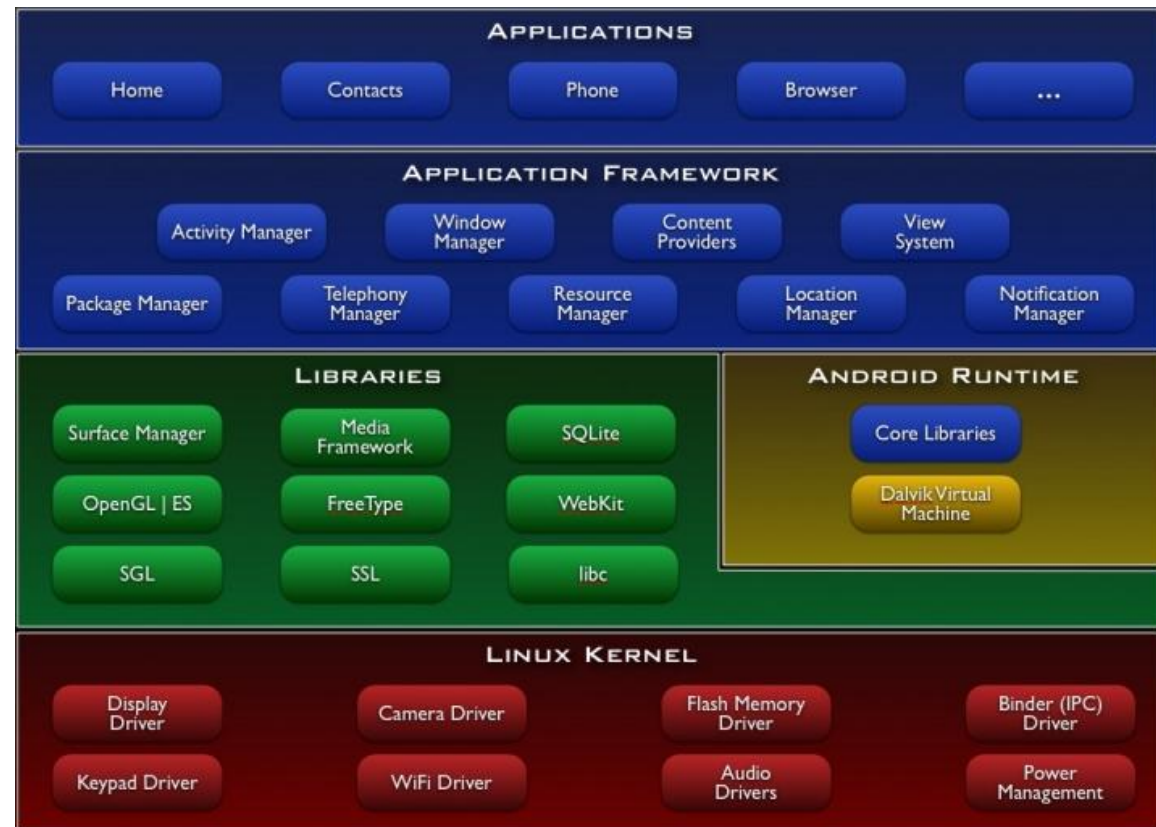 APPLICATIONS
Home
Contacts
Phone
Browser
...
APPLICATION FRAMEWORK
Activity Manager
Window
Manager
Content
Providers
View
System
Package Manager
Telephony
Manager
Resource
Manager
Location
Manager
Notification
Manager
LIBRARIES
Surface Manager
Media
Framework
SQLite
OpenGL | ES
FreeType
WebKit
SGL
SSL
libc
ANDROID RUNTIME
Core Libraries
Dalvik Virtual
Machine
LINUX KERNEL
Display
Driver
Camera Driver
Flash Memory
Driver
Binder (IPC)
Driver
Keypad Driver
WiFi Driver
Audio
Drivers
Power
Management